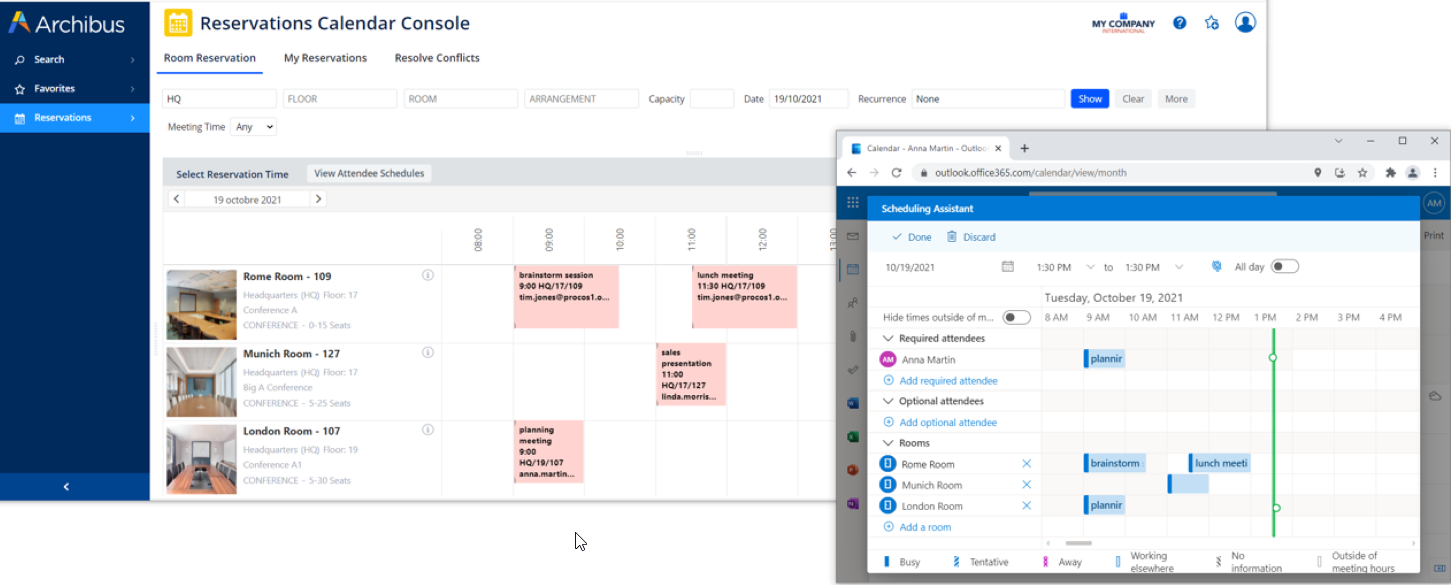 Archibus
Reservations Calendar Console
MY COMPANY
INTERNATIONAL
Search
Favorites
Reservations
Room Reservation
My Reservations
Resolve Conflicts
HQ
FLOOR
ROOM
ARRANGEMENT
Capacity
Date
19/10/2021
Recurrence
None
Show
Clear
More
Meeting Time
Any
Select Reservation Time
View Attendee Schedules
19 octobre 2021
08:00
09:00
10:00
11:00
12:00
13:00
Rome Room - 109
Headquarters (HQ) Floor: 17
Conference A
CONFERENCE - 0-15 Seats
brainstorm session
9:00 HQ/17/109
tim.jones@procos1.o...
lunch meeting
11:30 HQ/17/109
tim.jones@procos1.o...
Munich Room - 127
Headquarters (HQ) Floor: 17
Big A Conference
CONFERENCE - 5-25 Seats
sales
presentation
11:00
HQ/17/127
linda.morris...
London Room - 107
Headquarters (HQ) Floor: 19
Conference A1
CONFERENCE - 5-30 Seats
planning
meeting
9:00
HQ/19/107
anna.martin...
Calendar - Anna Martin - Outloo
outlook.office365.com/calendar/view/month
AM
Print
Scheduling Assistant
Done
Discard
10/19/2021
1:30 PM
to
1:30 PM
All day
Tuesday, October 19, 2021
Hide times outside of m...
8 AM
9 AM
10 AM
11 AM
12 PM
1 PM
2 PM
3 PM
4 PM
Required attendees
AM
Anna Martin
plannir
Add required attendee
Optional attendees
Add optional attendee
Rooms
Rome Room
brainstorm
lunch meeti
Munich Room
London Room
plannir
Add a room
Busy
Tentative
Away
Working
elsewhere
No
information
Outside of
meeting hours